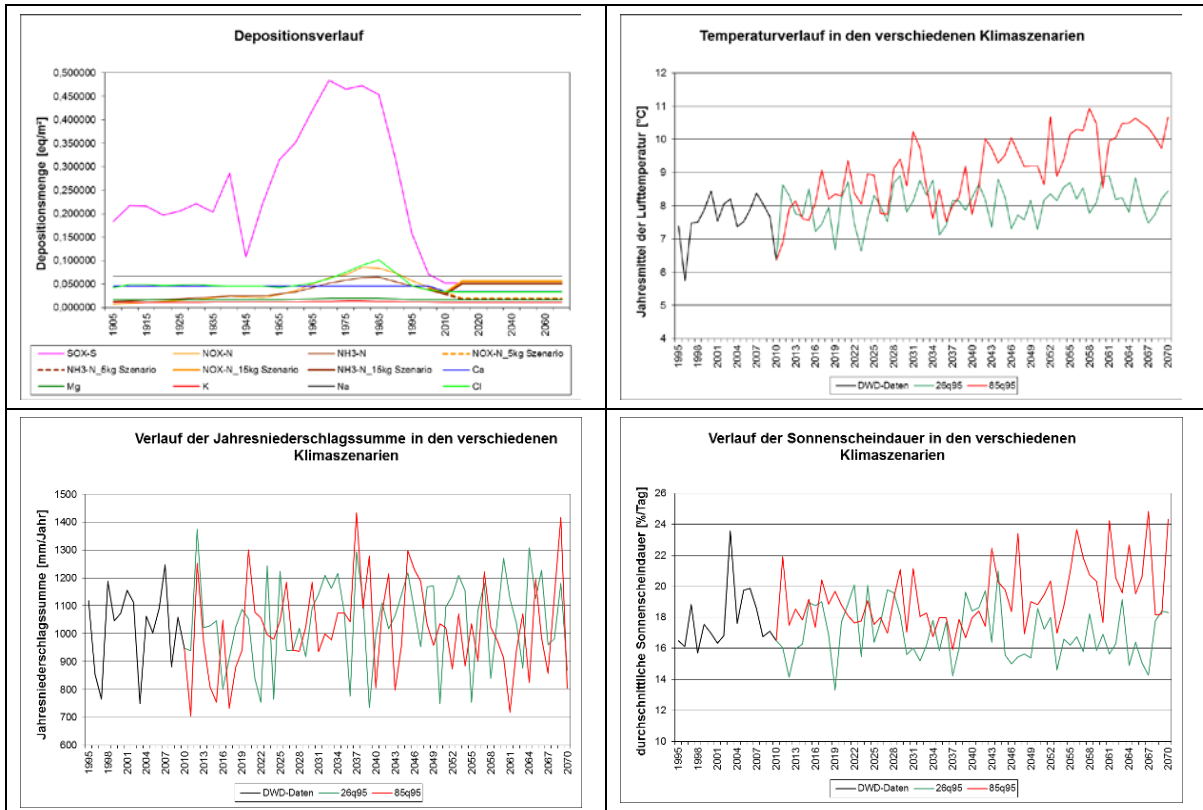 Depositionsverlauf
Depositionsmenge [eq/m²]
0,500000
0,450000
0,400000
0,350000
0,300000
0,250000
0,200000
0,150000
0,100000
0,050000
0,000000
1905 1915 1925 1935 1945 1955 1965 1975 1985 1995 2010 2020 2040 2060
SOX-S NOX-N NH3-N NOX-N_5kg Szenario
NH3-N_5kg Szenario NOX-N_15kg Szenario NH3-N_15kg Szenario Ca
Mg K Na Cl
Temperaturverlauf in den verschiedenen Klimaszenarien
Jahresmittel der Lufttemperatur [°C]
12
11
10
9
8
7
6
5
4
1995 1998 2001 2004 2007 2010 2013 2016 2019 2022 2025 2028 2031 2034 2037 2040 2043 2046 2049 2052 2055 2058 2061 2064 2067 2070
DWD-Daten 26q95 85q95
Verlauf der Jahresniederschlagssumme in den verschiedenen
Klimaszenarien
Jahresniederschlagssumme [mm/Jahr]
1500
1400
1300
1200
1100
1000
900
800
700
600
1995 1998 2001 2004 2007 2010 2013 2016 2019 2022 2025 2028 2031 2034 2037 2040 2043 2046 2049 2052 2055 2058 2061 2064 2067 2070
DWD-Daten 26q95 85q95
Verlauf der Sonnenscheindauer in den verschiedenen
Klimaszenarien
durchschnittliche Sonnenscheindauer [%/Tag]
26
24
22
20
18
16
14
12
10
1995 1998 2001 2004 2007 2010 2013 2016 2019 2022 2025 2028 2031 2034 2037 2040 2043 2046 2049 2052 2055 2058 2061 2064 2067 2070
DWD-Daten 26q95 85q95